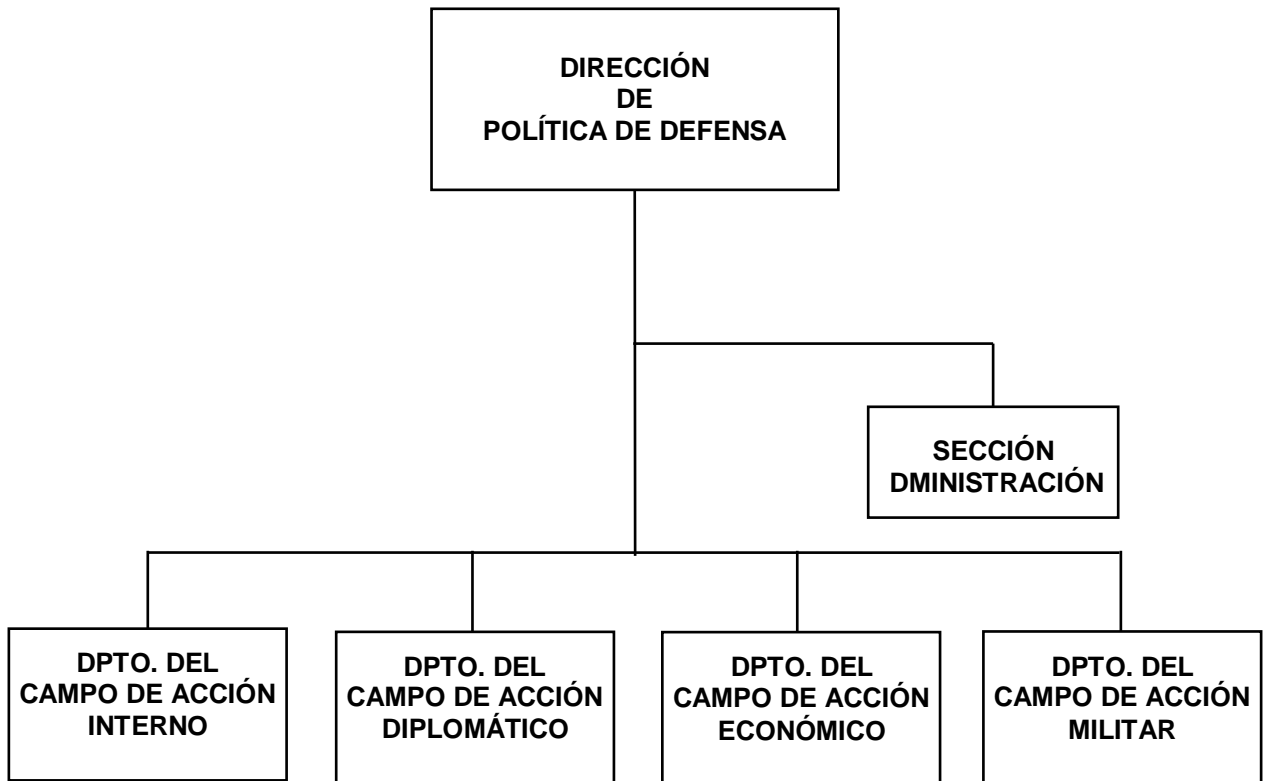 DIRECCIÓN
DE
POLÍTICA DE DEFENSA
SECCIÓN
DMINISTRACIÓN
DPTO. DEL
CAMPO DE ACCIÓN
INTERNO
DPTO. DEL
CAMPO DE ACCIÓN
DIPLOMÁTICO
DPTO. DEL
CAMPO DE ACCIÓN
ECONÓMICO
DPTO. DEL
CAMPO DE ACCIÓN
MILITAR